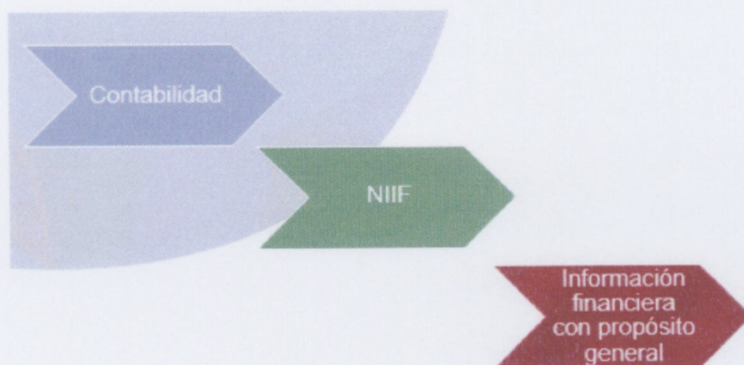 Contabilidad
NIIF
Información
financiera
con propósito
general